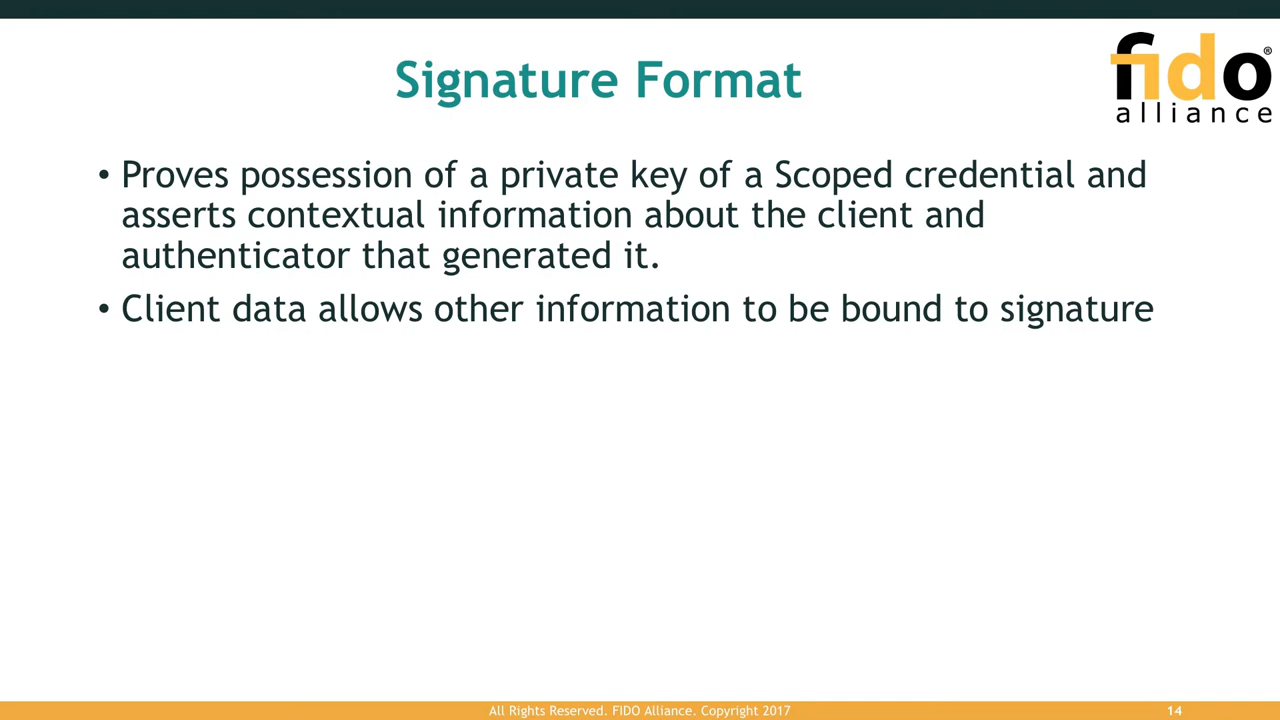 Signature Format
fido®
alliance
• Proves possession of a private key of a Scoped credential and
asserts contextual information about the client and
authenticator that generated it.
• Client data allows other information to be bound to signature
All Rights Reserved. FIDO Alliance. Copyright 2017
14